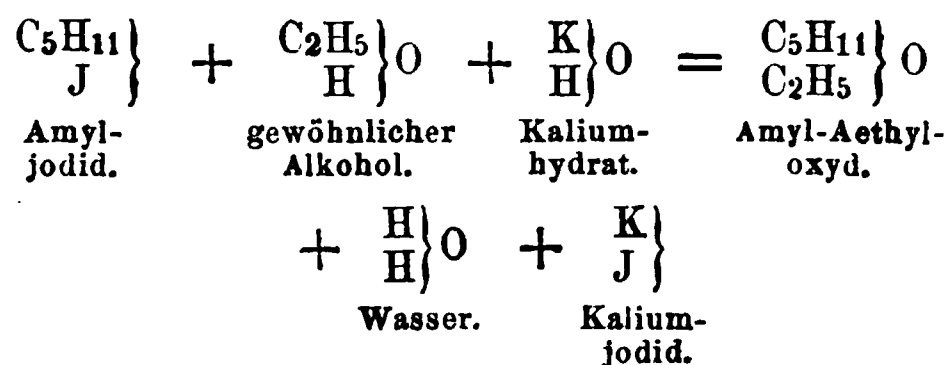 C5H11} + C2H5}O + K}O = C5H11}O
J} H} H} C2H5}
Amyl- gewöhnlicher Kalium- Amyl-Aethyl-
jodid. Alkohol. hydrat. oxyd.
+ H}O + K}
H} J}
Wasser. Kalium-
jodid.